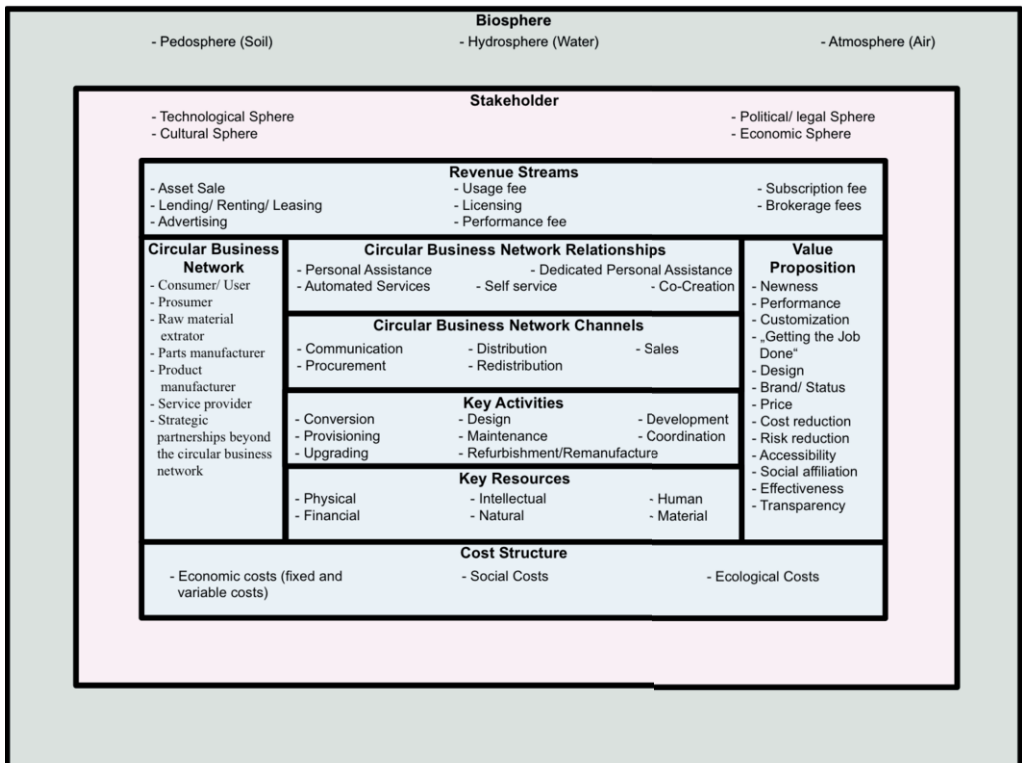 Biosphere
- Pedosphere (Soil) - Hydrosphere (Water) - Atmosphere (Air)
Stakeholder
- Technological Sphere - Political/ legal Sphere
- Cultural Sphere - Economic Sphere
Revenue Streams
- Asset Sale - Usage fee - Subscription fee
- Lending/ Renting/ Leasing - Licensing - Brokerage fees
- Advertising - Performance fee
Circular Business
Network
- Consumer/ User
- Prosumer
- Raw material
extrator
- Parts manufacturer
- Product
manufacturer
- Service provider
- Strategic
partnerships beyond
the circular business
network
Circular Business Network Relationships
- Personal Assistance - Dedicated Personal Assistance
- Automated Services - Self service - Co-Creation
Circular Business Network Channels
- Communication - Distribution - Sales
- Procurement - Redistribution
Key Activities
- Conversion - Design - Development
- Provisioning - Maintenance - Coordination
- Upgrading - Refurbishment/Remanufacture
Key Resources
- Physical - Intellectual - Human
- Financial - Natural - Material
Value
Proposition
- Newness
- Performance
- Customization
- „Getting the Job
Done“
- Design
- Brand/ Status
- Price
- Cost reduction
- Risk reduction
- Accessibility
- Social affiliation
- Effectiveness
- Transparency
Cost Structure
- Economic costs (fixed and - Social Costs - Ecological Costs
variable costs)